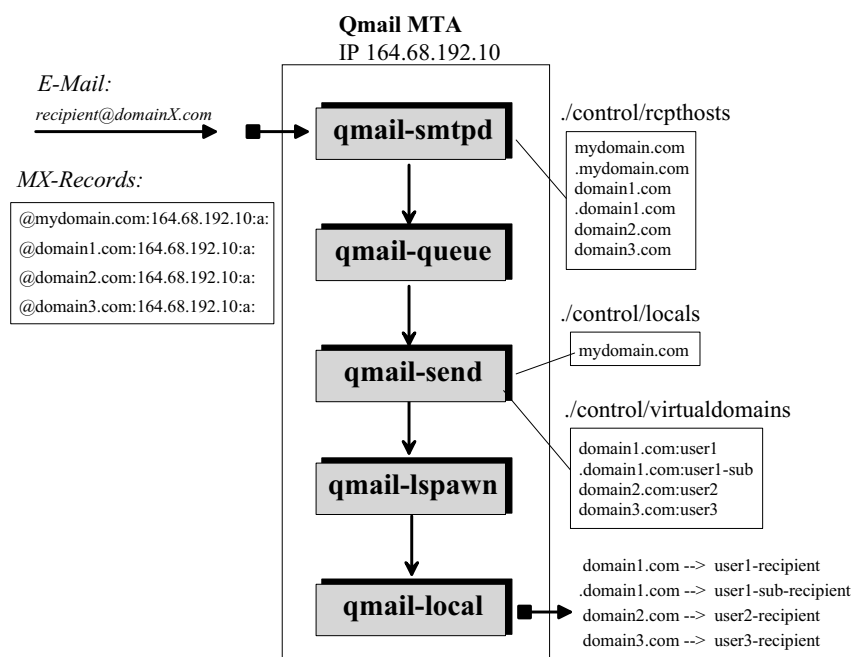 Qmail MTA
IP 164.68.192.10
E-Mail:
recipient@domainX.com
MX-Records:
@mydomain.com:164.68.192.10:a:
@domain1.com:164.68.192.10:a:
@domain2.com:164.68.192.10:a:
@domain3.com:164.68.192.10:a:
qmail-smtpd
qmail-queue
qmail-send
qmail-lspawn
qmail-local
./control/rcpthosts
mydomain.com
.mydomain.com
domain1.com
.domain1.com
domain2.com
domain3.com
./control/locals
mydomain.com
./control/virtualdomains
domain1.com:user1
.domain1.com:user1-sub
domain2.com:user2
domain3.com:user3
domain1.com --> user1-recipient
.domain1.com --> user1-sub-recipient
domain2.com --> user2-recipient
domain3.com --> user3-recipient